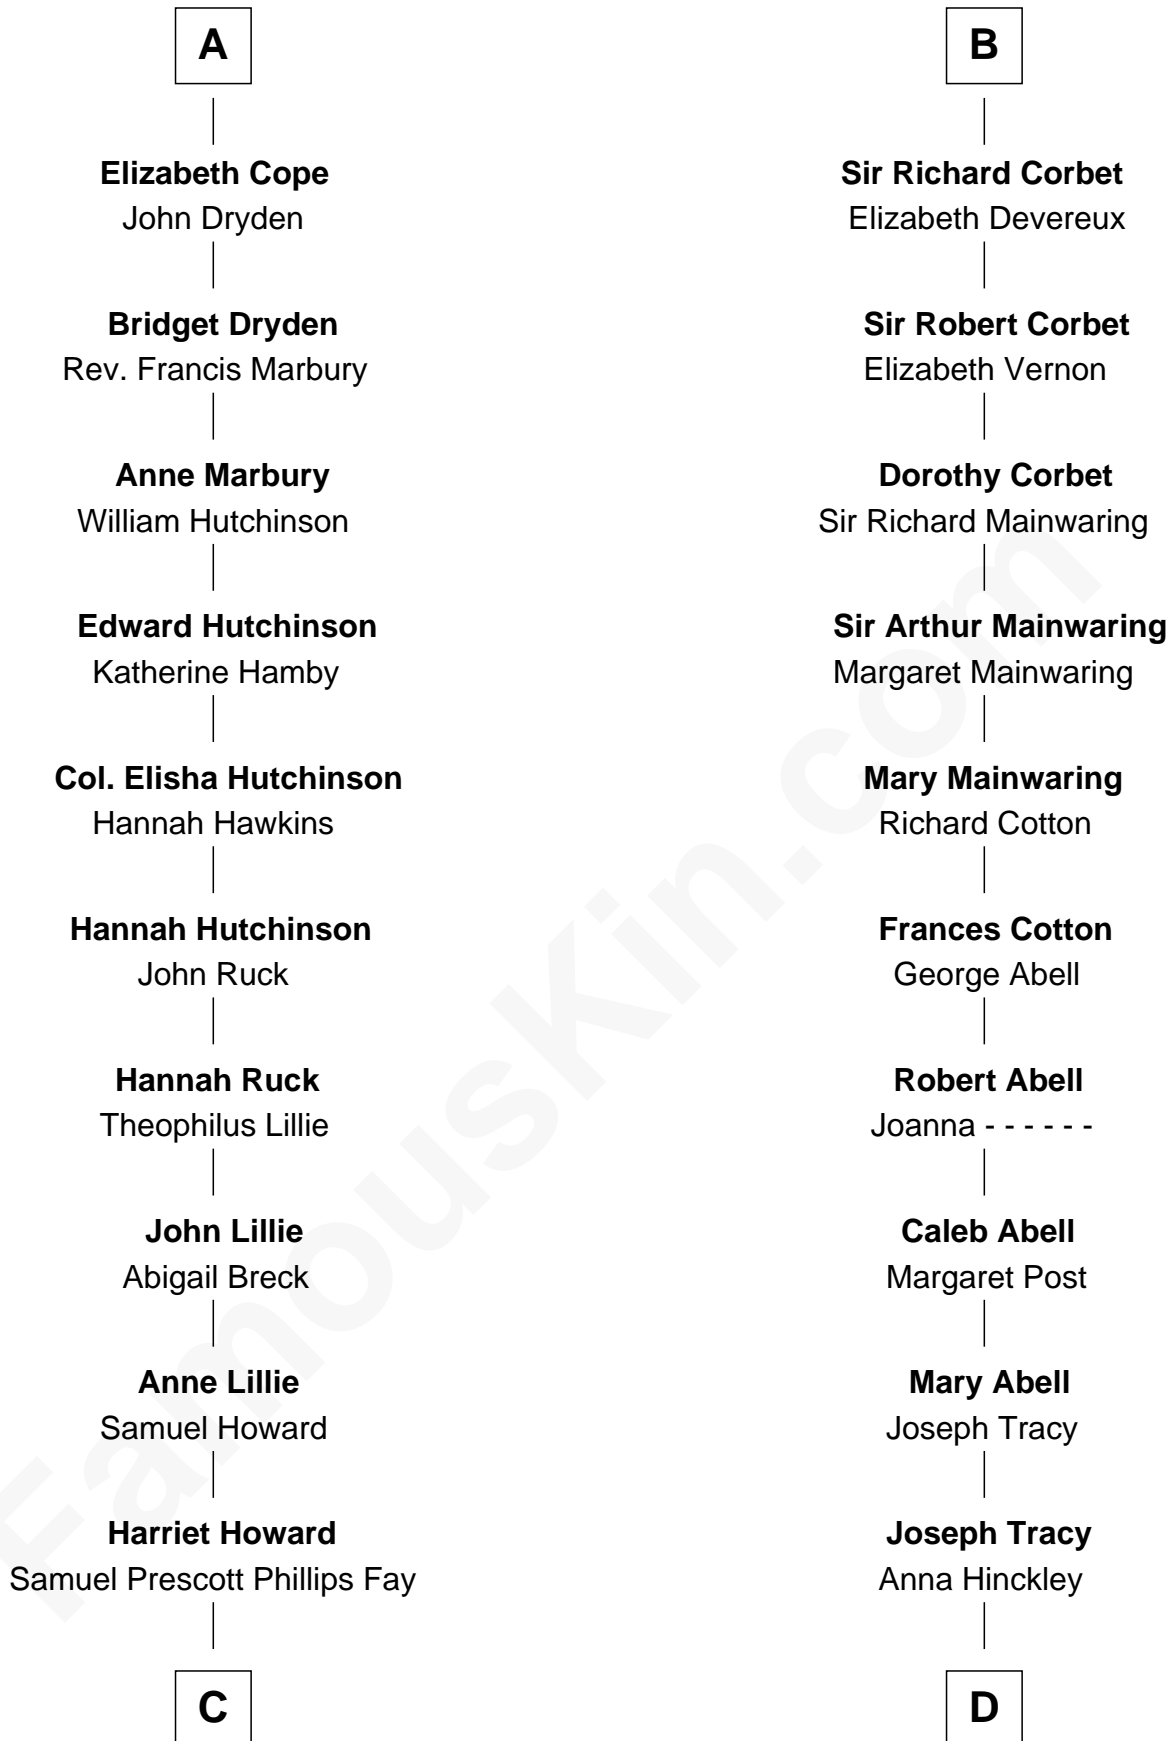 A
Elizabeth Cope
John Dryden
Bridget Dryden
Rev. Francis Marbury
Anne Marbury
William Hutchinson
Edward Hutchinson
Katherine Hamby
Col. Elisha Hutchinson
Hannah Hawkins
Hannah Hutchinson
John Ruck
Hannah Ruck
Theophilus Lillie
John Lillie
Abigail Breck
Anne Lillie
Samuel Howard
Harriet Howard
Samuel Prescott Phillips Fay
C
B
Sir Richard Corbet
Elizabeth Devereux
Sir Robert Corbet
Elizabeth Vernon
Dorothy Corbet
Sir Richard Mainwaring
Sir Arthur Mainwaring
Margaret Mainwaring
Mary Mainwaring
Richard Cotton
Frances Cotton
George Abell
Robert Abell
Joanna - - - - - -
Caleb Abell
Margaret Post
Mary Abell
Joseph Tracy
Joseph Tracy
Anna Hinckley
D
FamousKin.com